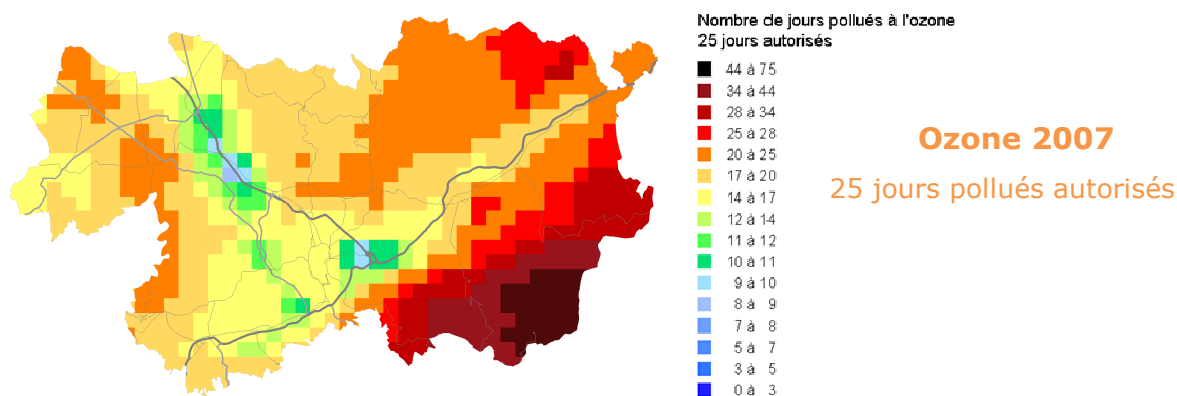 Nombre de jours pollués à l'ozone
25 jours autorisés
44 à 75
34 à 44
28 à 34
25 à 28
20 à 25
17 à 20
14 à 17
12 à 14
11 à 12
10 à 11
9 à 10
8 à 9
7 à 8
5 à 7
3 à 5
0 à 3
Ozone 2007
25 jours pollués autorisés